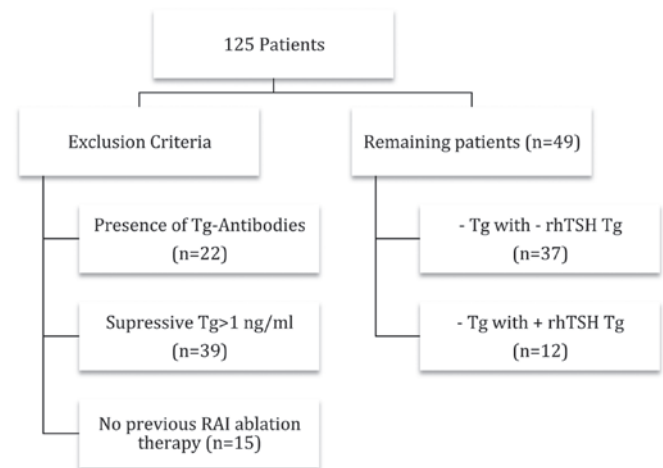 125 Patients
Exclusion Criteria
Remaining patients (n=49)
Presence of Tg-Antibodies
(n=22)
- Tg with - rhTSH Tg
(n=37)
Supressive Tg>1 ng/ml
(n=39)
- Tg with + rhTSH Tg
(n=12)
No previous RAI ablation
therapy (n=15)